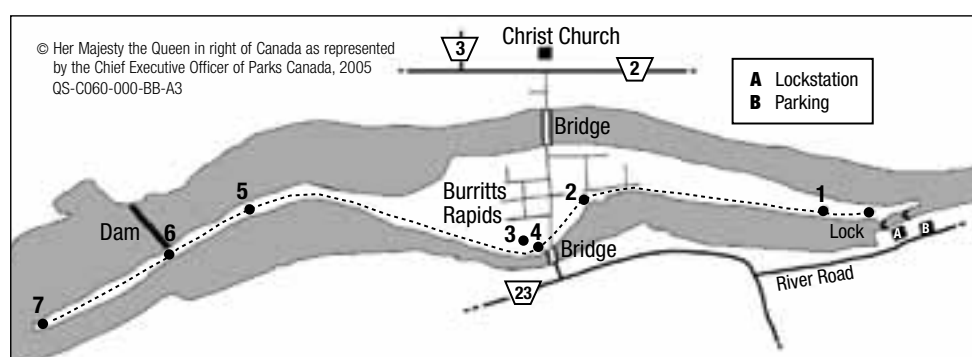 © Her Majesty the Queen in right of Canada as represented
by the Chief Executive Officer of Parks Canada, 2005
QS-C060-000-BB-A3
Christ Church
3
2
A Lockstation
B Parking
Bridge
5
Burritts
Rapids
2
1
Dam
6
3
4
Lock
A
B
Bridge
River Road
7
23